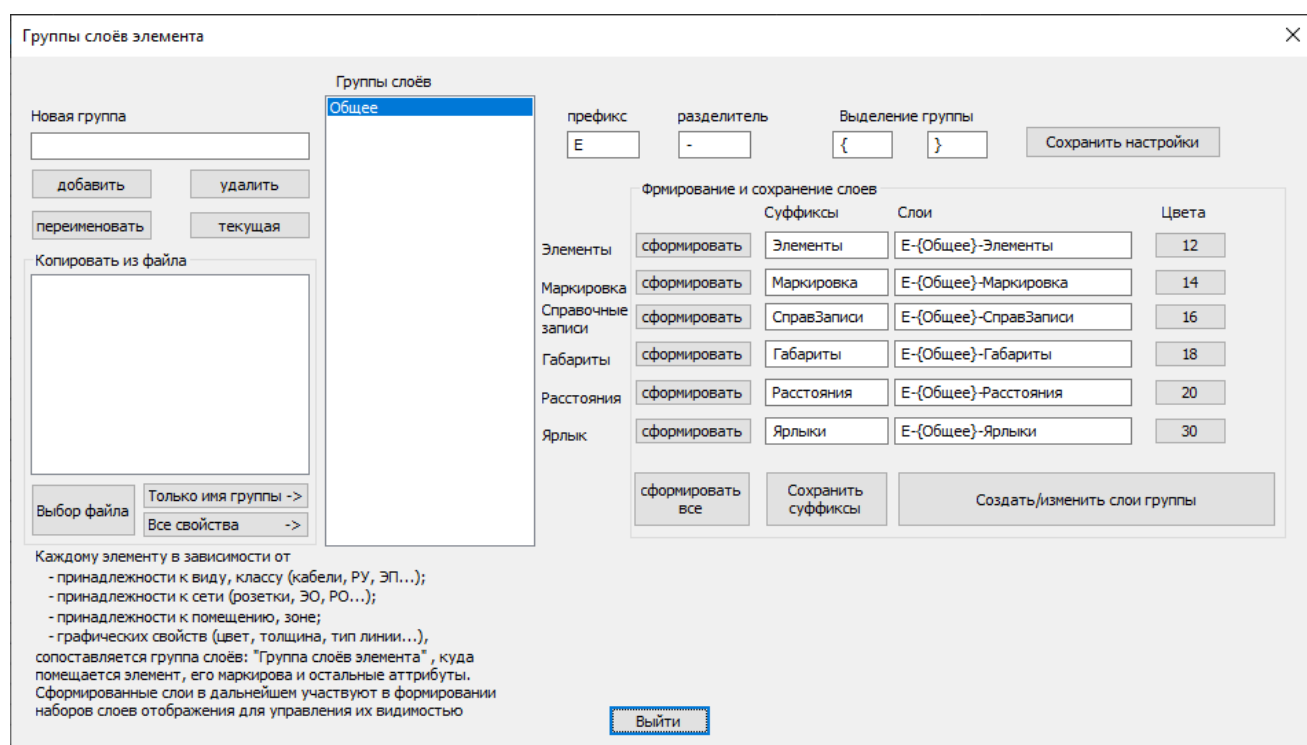 Группы слоёв элемента
Группы слоёв
Общее
Новая группа
добавить удалить
переименовать текущая
Копировать из файла
Выбор файла
Только имя группы ->
Все свойства ->
префикс разделитель Выделение группы
E - { } Сохранить настройки
Фрмирование и сохранение слоев
Суффиксы Слои Цвета
Элементы сформировать Элементы E-{Общее}-Элементы 12
Маркировка сформировать Маркировка E-{Общее}-Маркировка 14
Справочные
записи
сформировать СправЗаписи E-{Общее}-СправЗаписи 16
Габариты сформировать Габариты E-{Общее}-Габариты 18
Расстояния сформировать Расстояния E-{Общее}-Расстояния 20
Ярлык сформировать Ярлыки E-{Общее}-Ярлыки 30
сформировать
все
Сохранить
суффиксы
Создать/изменить слои группы
Каждому элементу в зависимости от
- принадлежности к виду, классу (кабели, РУ, ЭП...);
- принадлежности к сети (розетки, ЭО, РО...);
- принадлежности к помещению, зоне;
- графических свойств (цвет, толщина, тип линии...),
сопоставляется группа слоёв: "Группа слоёв элемента" , куда
помещается элемент, его маркирова и остальные аттрибуты.
Сформированные слои в дальнейшем участвуют в формировании
наборов слоев отображения для управления их видимостью
Выйти